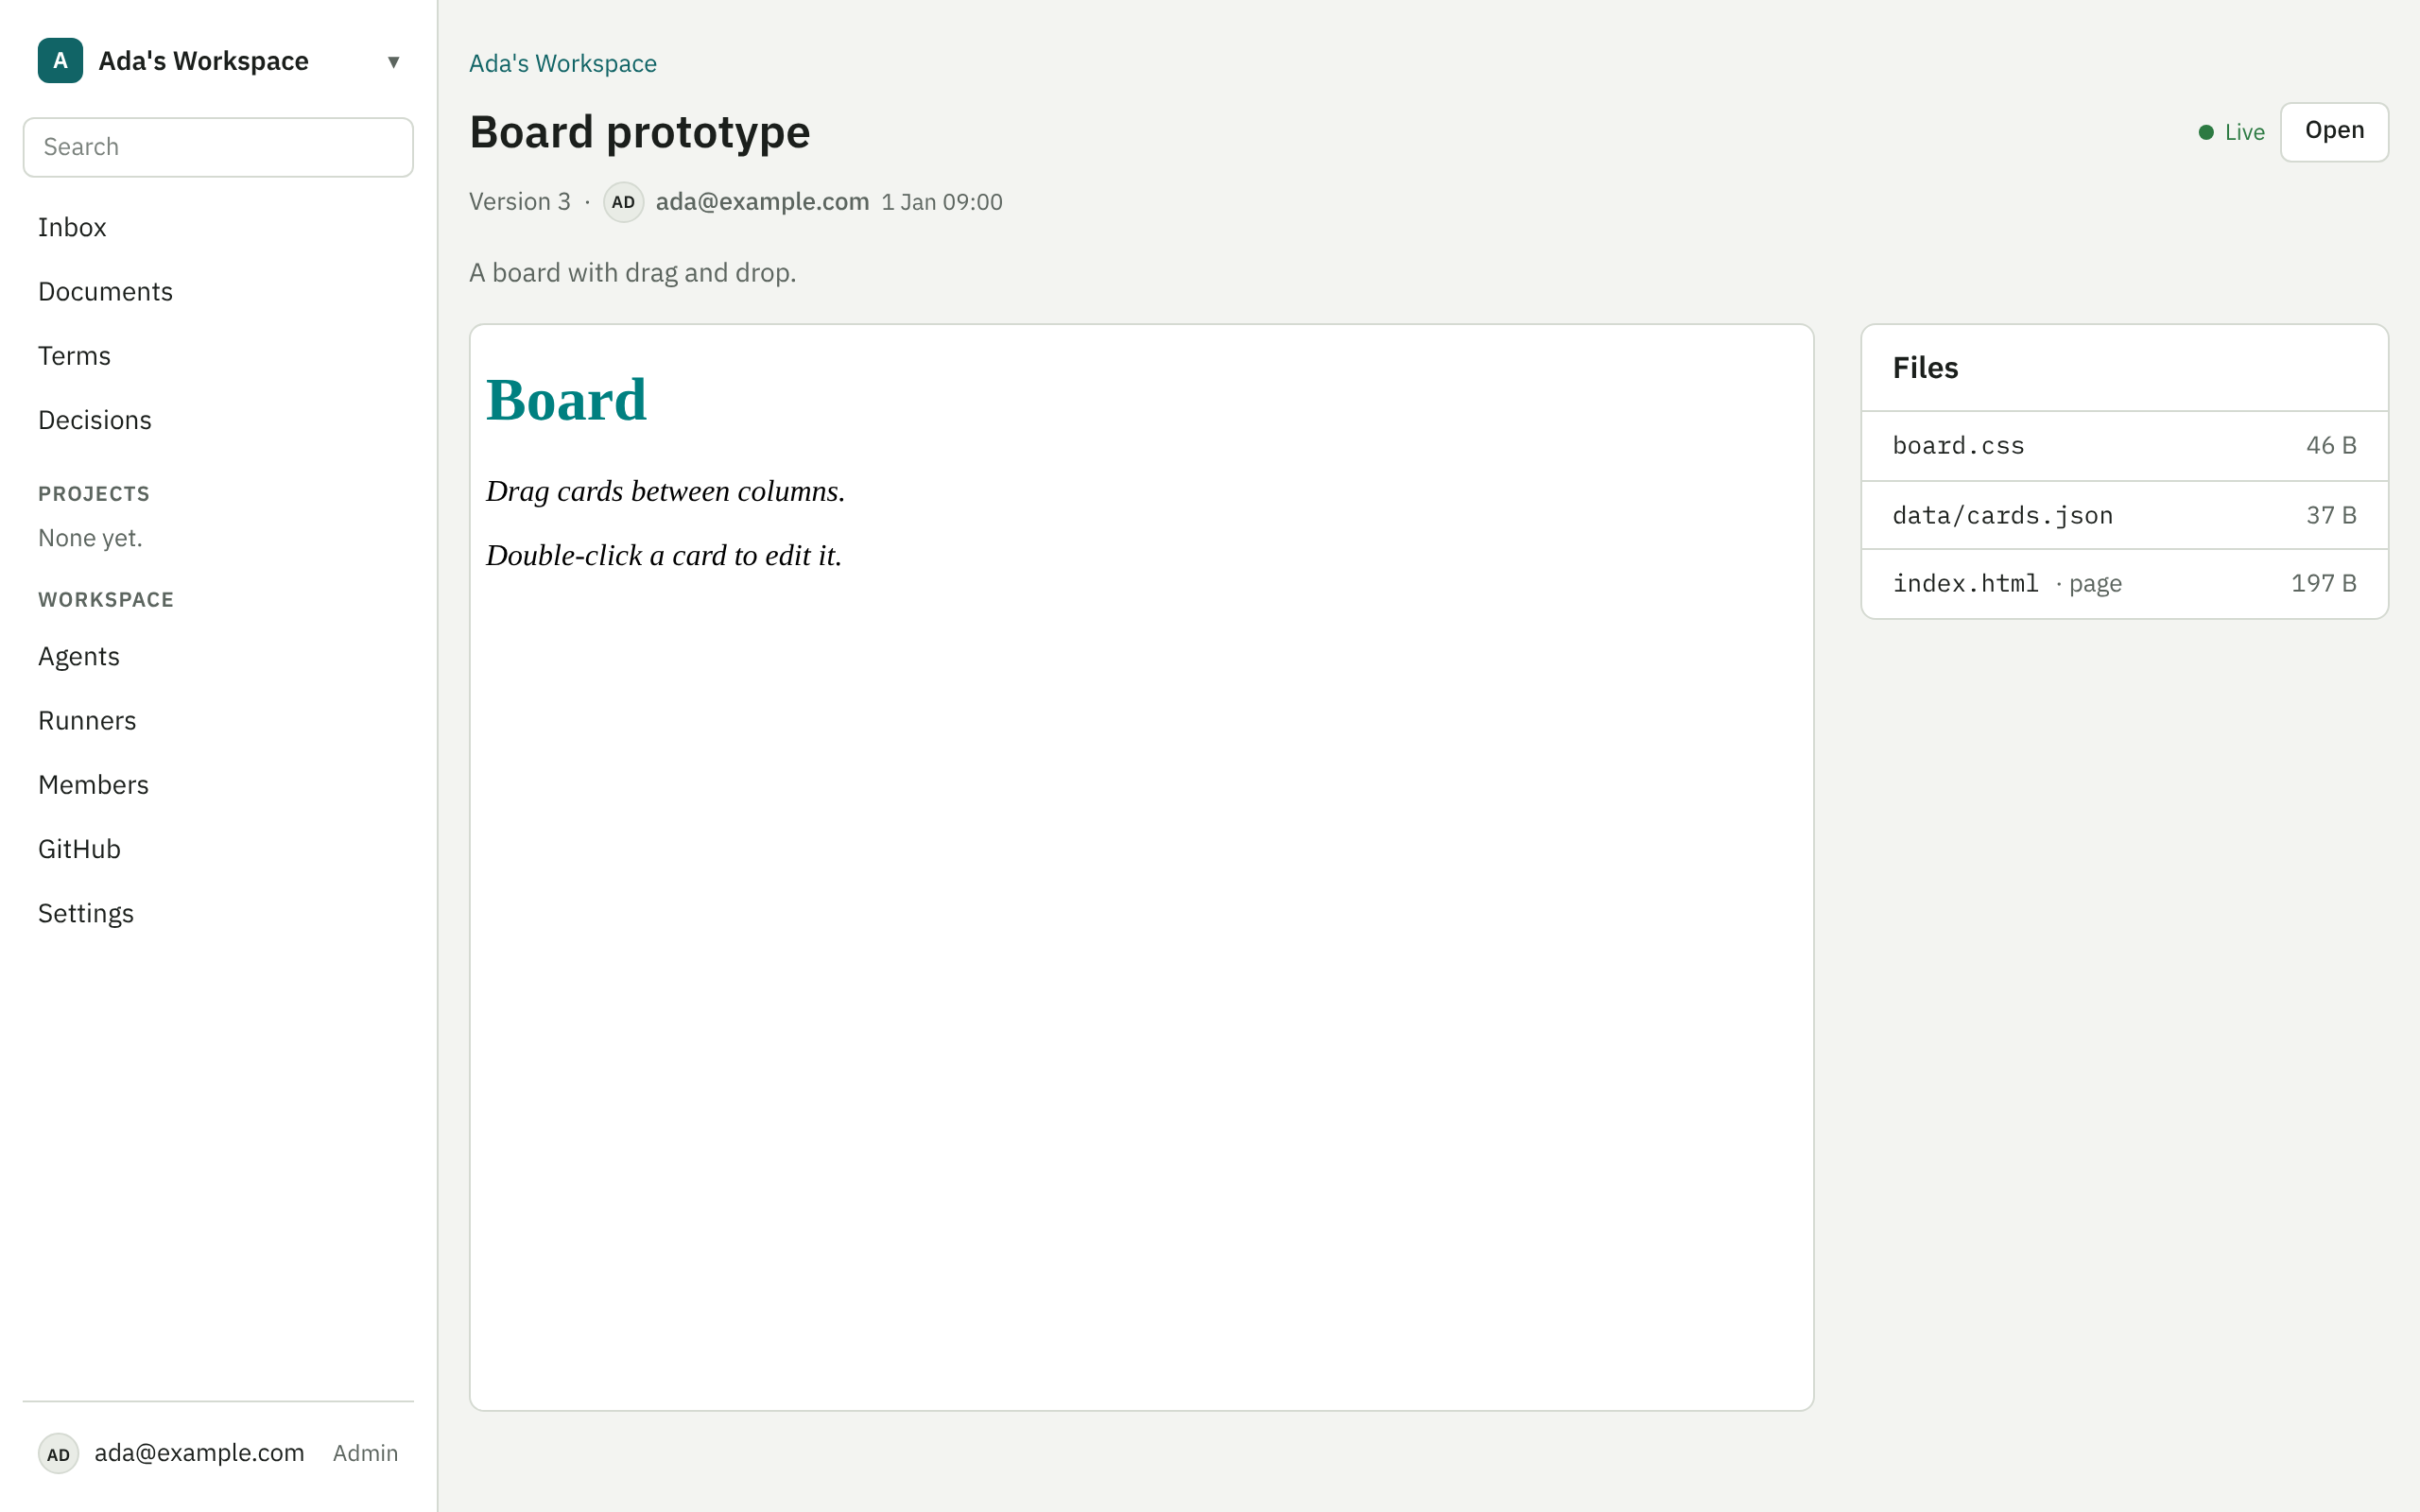 A Ada's Workspace ▾
Search
Inbox
Documents
Terms
Decisions
PROJECTS
None yet.
WORKSPACE
Agents
Runners
Members
GitHub
Settings
AD ada@example.com Admin
Ada's Workspace
Board prototype
Live Open
Version 3 · AD ada@example.com 1 Jan 09:00
A board with drag and drop.
Board
Drag cards between columns.
Double-click a card to edit it.
Files
board.css 46 B
data/cards.json 37 B
index.html · page 197 B